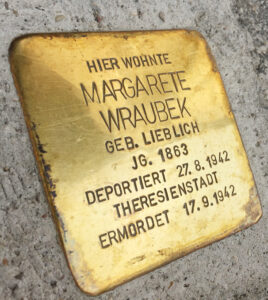 HIER WOHNTE
MARGARETE
WRAUBEK
GEB. LIEBLICH
JG. 1863
DEPORTIERT 27.8.1942
THERESIENSTADT
ERMORDET 17.9.1942